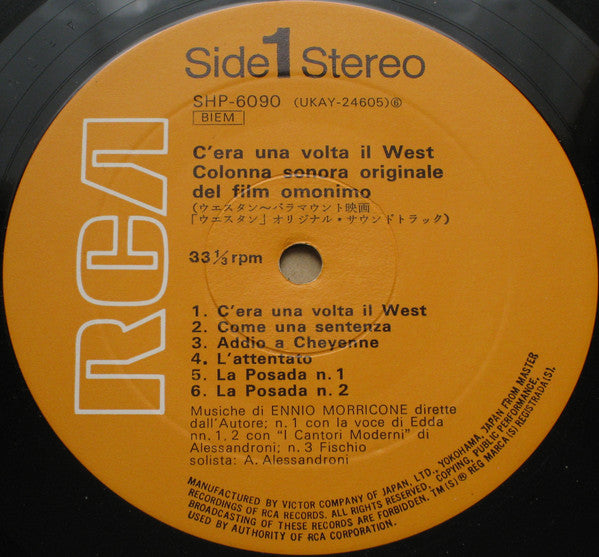 Side 1 Stereo
SHP-6090 (UKAY-24605)⑥
BIEM
C'era una volta il West
Colonna sonora originale
del film omonimo
(ウエスタン〜パラマウント映画
「ウエスタン」オリジナル・サウンドトラック)
33 1/3 rpm
1. C'era una volta il West
2. Come una sentenza
3. Addio a Cheyenne
4. L'attentato
5. La Posada n. 1
6. La Posada n. 2
Musiche di ENNIO MORRICONE dirette
dall'Autore; n. 1 con la voce di Edda
nn. 1, 2 con "I Cantori Moderni" di
Alessandroni; n. 3 Fischio
solista: A. Alessandroni
RCA
MANUFACTURED BY VICTOR COMPANY OF JAPAN, LTD., YOKOHAMA, JAPAN FROM MASTER
RECORDINGS OF RCA RECORDS. ALL RIGHTS RESERVED, COPYING, PUBLIC PERFORMANCE,
BROADCASTING OF THESE RECORDS ARE FORBIDDEN. TM(S)® REG MARCA(S) REGISTRADA(S).
USED BY AUTHORITY OF RCA CORPORATION.